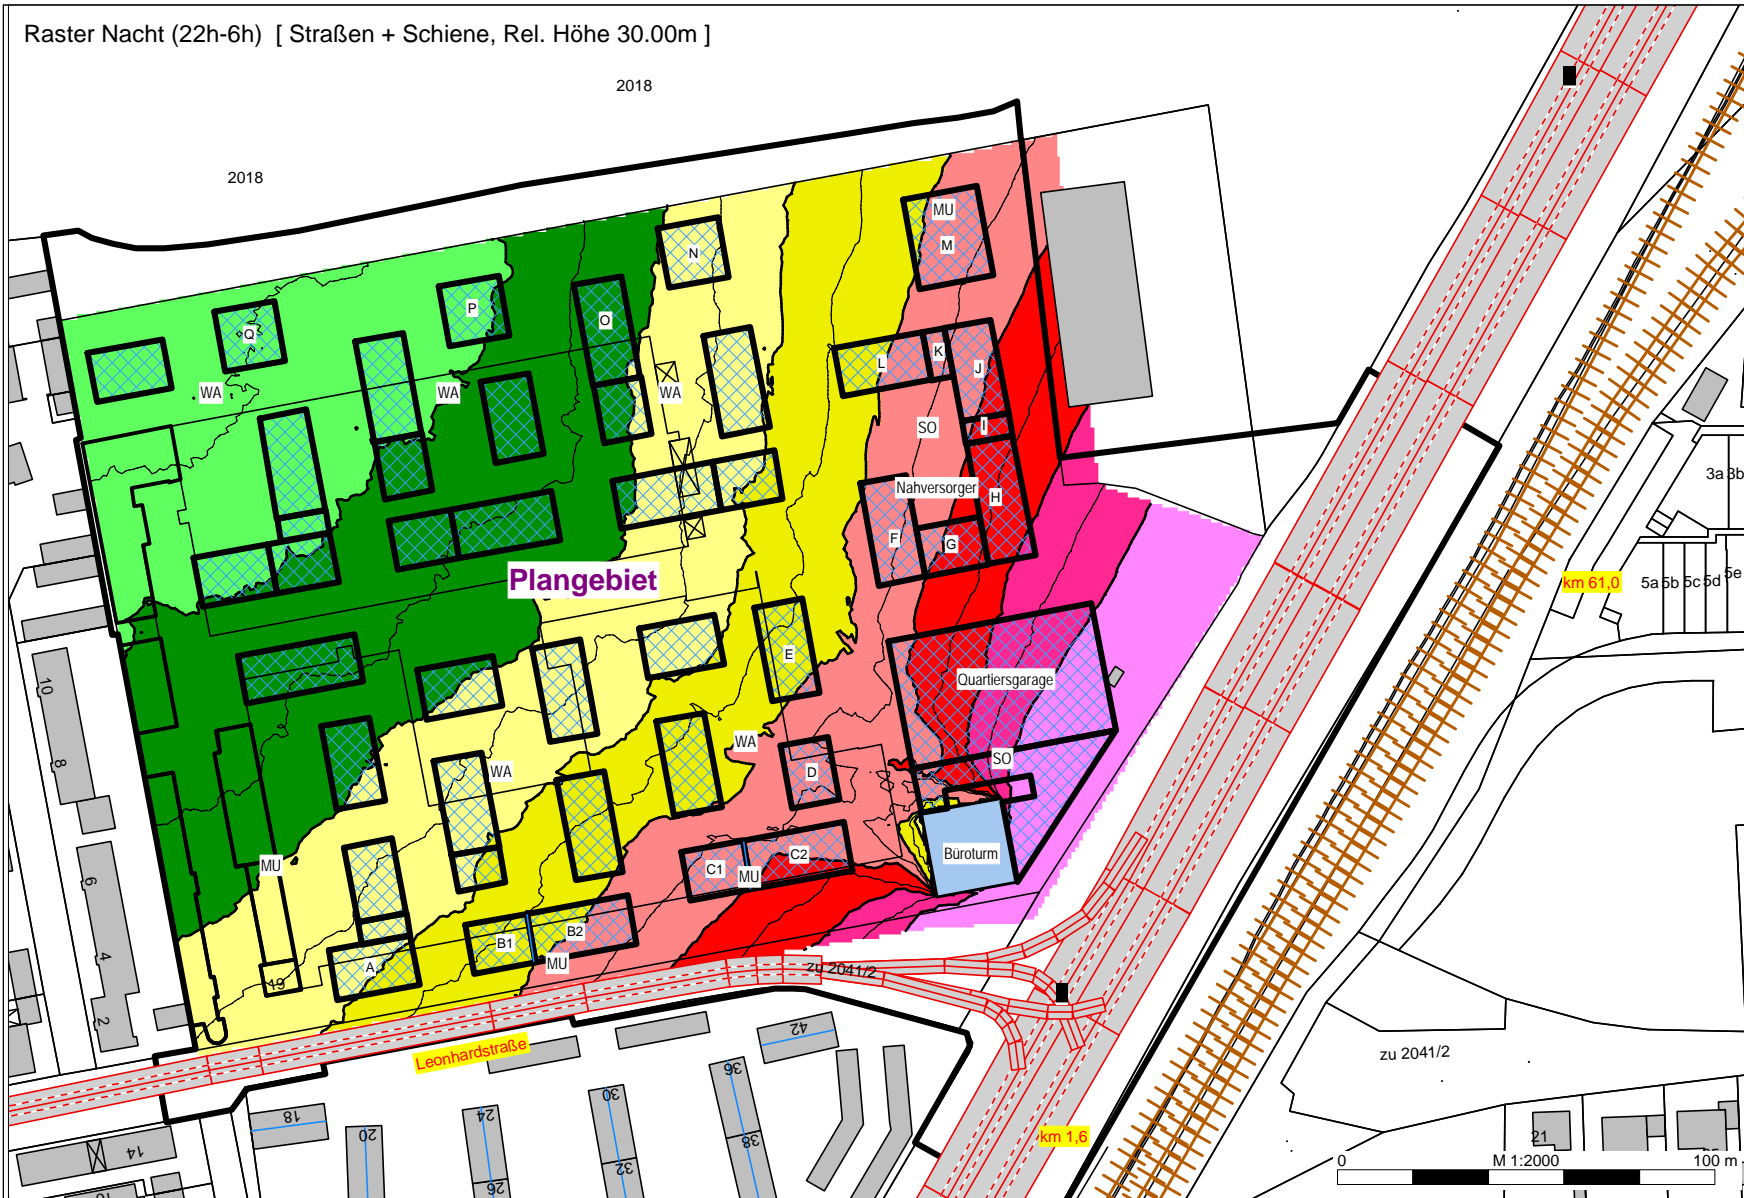 Raster Nacht (22h-6h) [ Straßen + Schiene, Rel. Höhe 30.00m ]
2018
2018
MU
M
N
P
O
Q
WA
WA
WA
L
K
J
I
SO
Nahversorger
H
F
G
3a
3b
Plangebiet
km 61,0
5a
5b
5c
5d
5e
E
10
8
6
4
2
Quartiersgarage
WA
WA
D
SO
MU
C1
C2
MU
Büroturm
B1
B2
MU
A
19
zu 2041/2
Leonhardstraße
42
zu 2041/2
36
30
24
18
20
14
38
32
26
km 1,6
21
0
M 1:2000
100 m